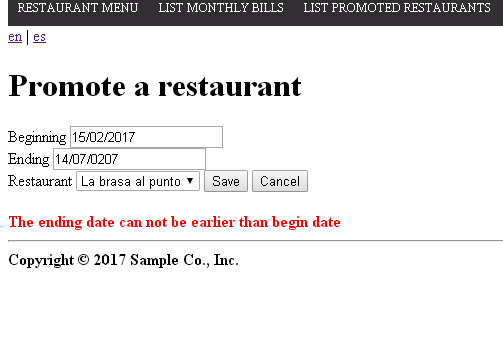 RESTAURANT MENU LIST MONTHLY BILLS LIST PROMOTED RESTAURANTS
en | es
Promote a restaurant
Beginning 15/02/2017
Ending 14/07/0207
Restaurant La brasa al punto Save Cancel
The ending date can not be earlier than begin date
Copyright © 2017 Sample Co., Inc.